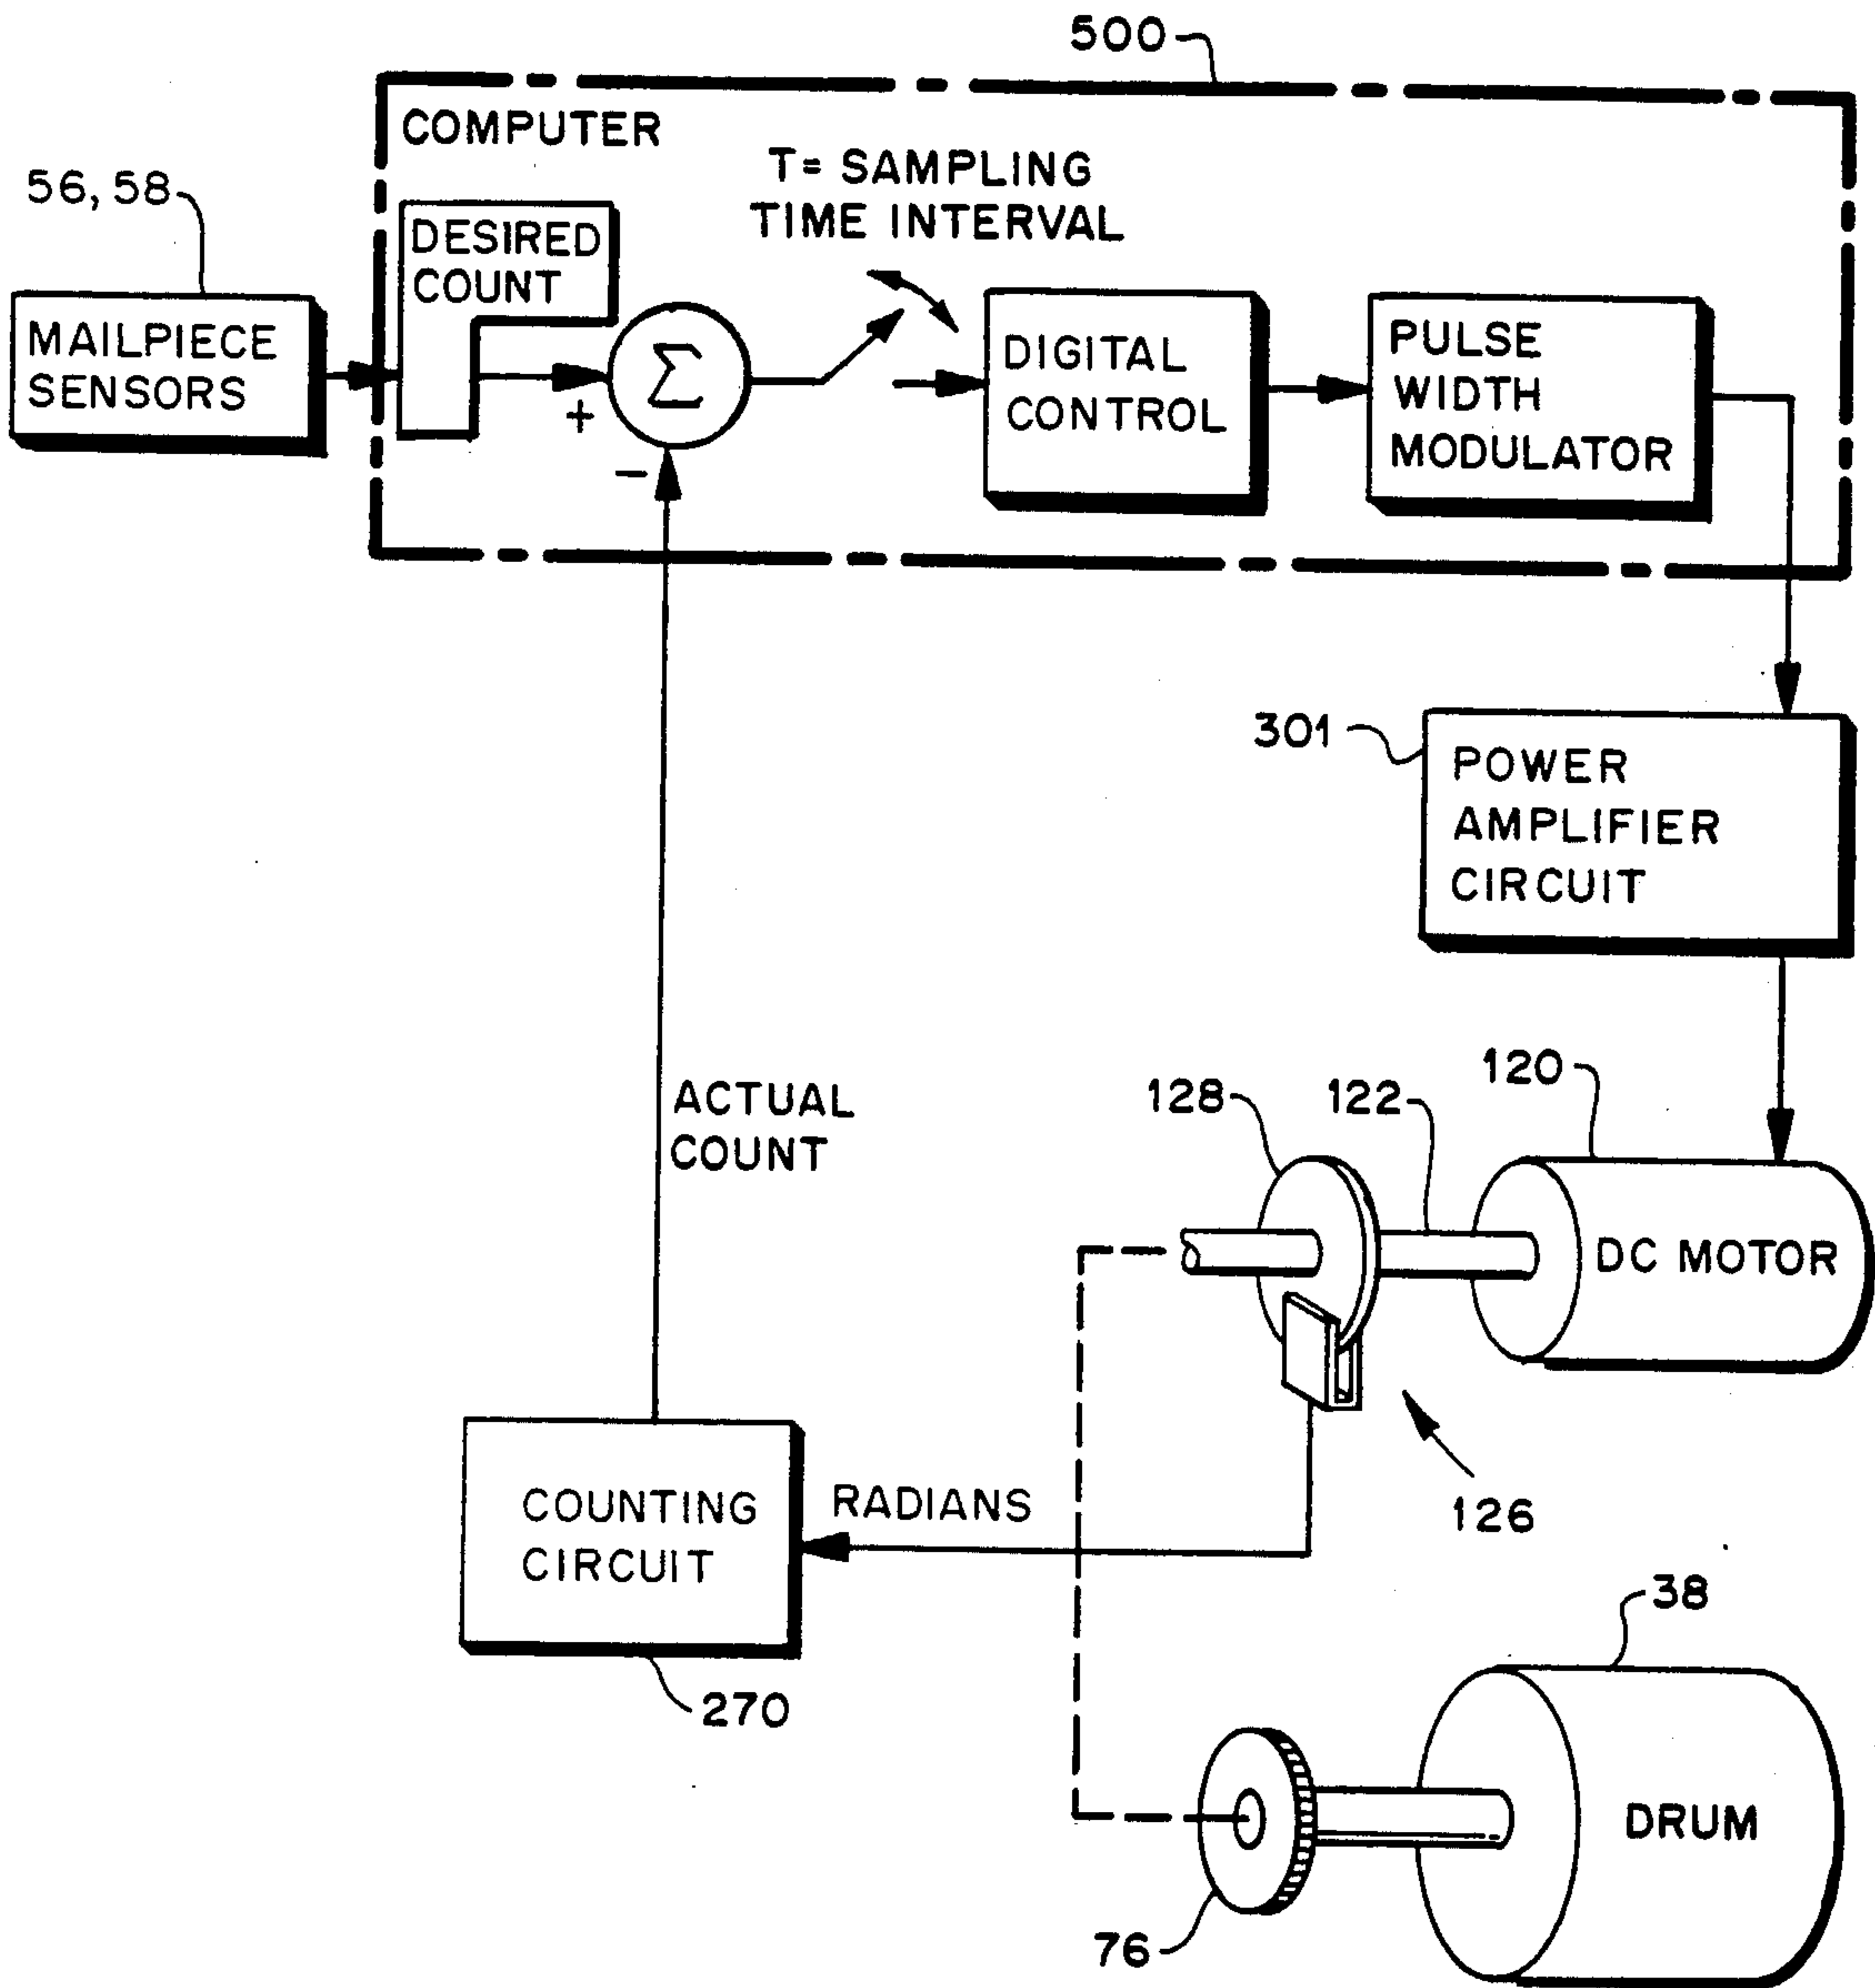 500
COMPUTER
T= SAMPLING
TIME INTERVAL
56, 58
DESIRED
COUNT
MAILPIECE
SENSORS
+
Σ
−
DIGITAL
CONTROL
PULSE
WIDTH
MODULATOR
301
POWER
AMPLIFIER
CIRCUIT
ACTUAL
COUNT
128
122
120
DC MOTOR
126
RADIANS
COUNTING
CIRCUIT
270
38
DRUM
76